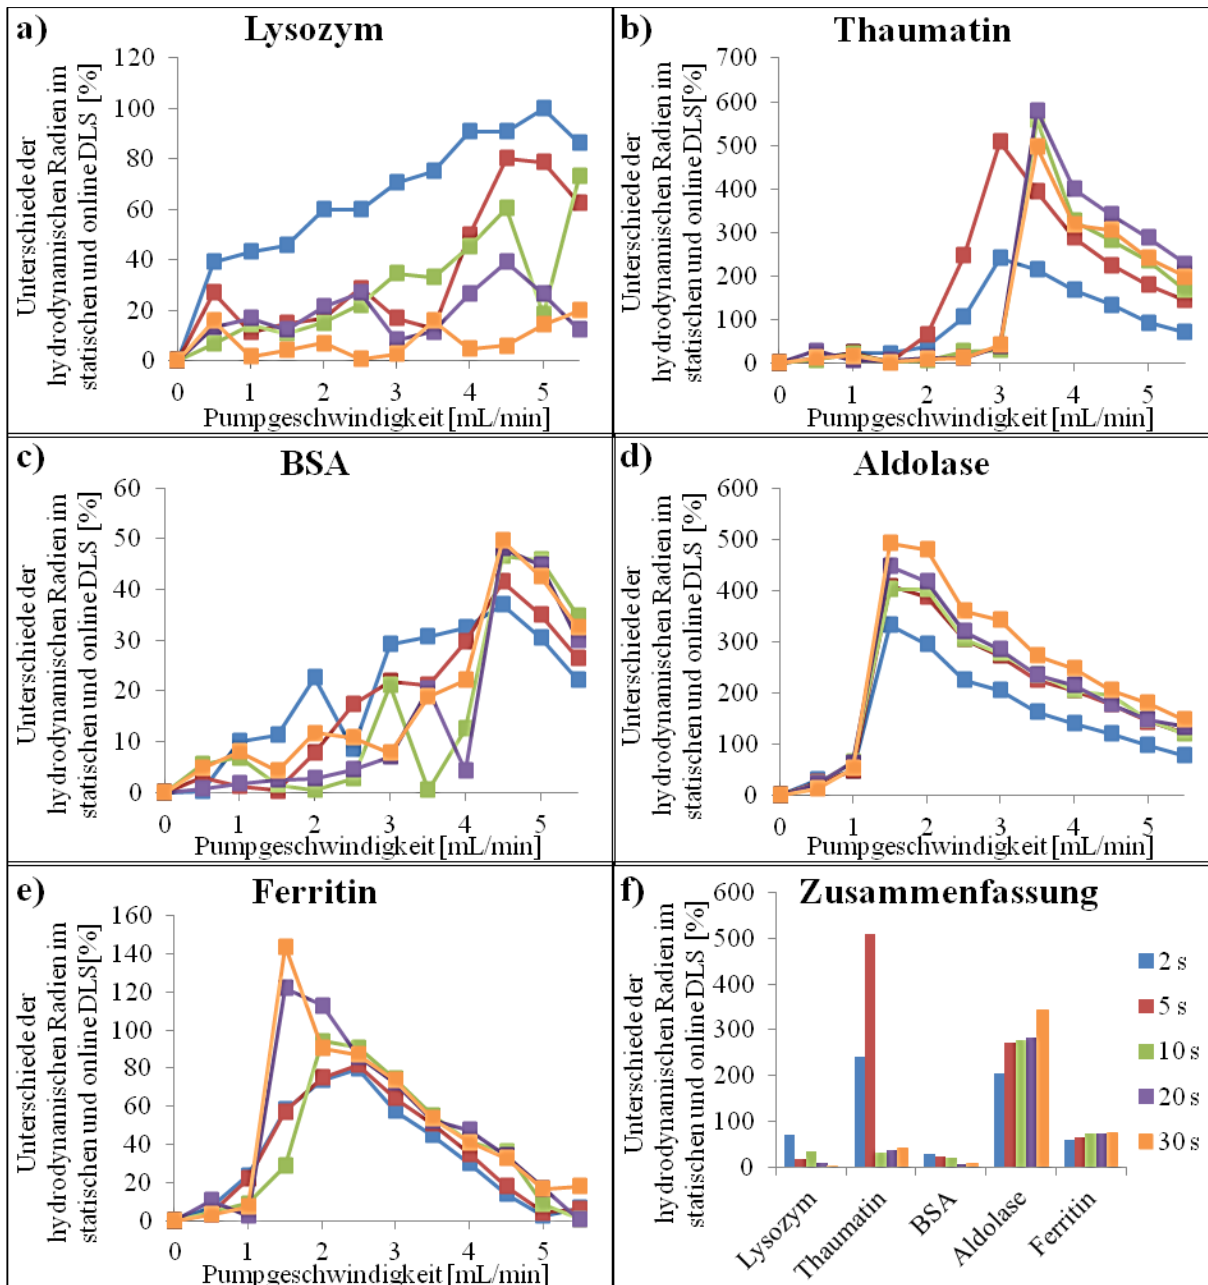 a)
Lysozym
Unterschiede der
hydrodynamischen Radien im
statischen und online DLS [%]
120
100
80
60
40
20
0
0 1 2 3 4 5
Pumpgeschwindigkeit [mL/min]
b)
Thaumatin
Unterschiede der
hydrodynamischen Radien im
statischen und online DLS [%]
700
600
500
400
300
200
100
0
0 1 2 3 4 5
Pumpgeschwindigkeit [mL/min]
c)
BSA
Unterschiede der
hydrodynamischen Radien im
statischen und online DLS [%]
60
50
40
30
20
10
0
0 1 2 3 4 5
Pumpgeschwindigkeit [mL/min]
d)
Aldolase
Unterschiede der
hydrodynamischen Radien im
statischen und online DLS [%]
600
500
400
300
200
100
0
0 1 2 3 4 5
Pumpgeschwindigkeit [mL/min]
e)
Ferritin
Unterschiede der
hydrodynamischen Radien im
statischen und online DLS [%]
160
140
120
100
80
60
40
20
0
0 1 2 3 4 5
Pumpgeschwindigkeit [mL/min]
f)
Zusammenfassung
Unterschiede der
hydrodynamischen Radien im
statischen und online DLS [%]
600
500
400
300
200
100
0
Lysozym
Thaumatin
BSA
Aldolase
Ferritin
2 s
5 s
10 s
20 s
30 s